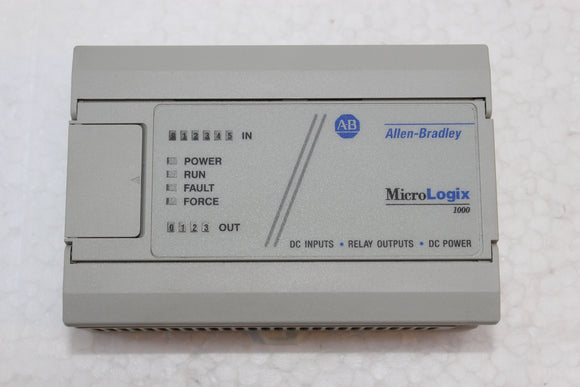 0 1 2 3 4 5 IN
POWER
RUN
FAULT
FORCE
0 1 2 3 OUT
AB
Allen-Bradley
MicroLogix
1000
DC INPUTS • RELAY OUTPUTS • DC POWER